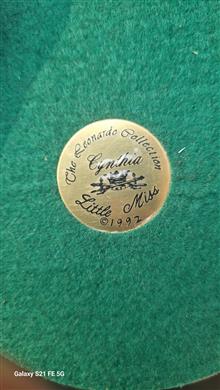 The Leonardo Collection
Cynthia
Little Miss
©1992
Galaxy S21 FE 5G